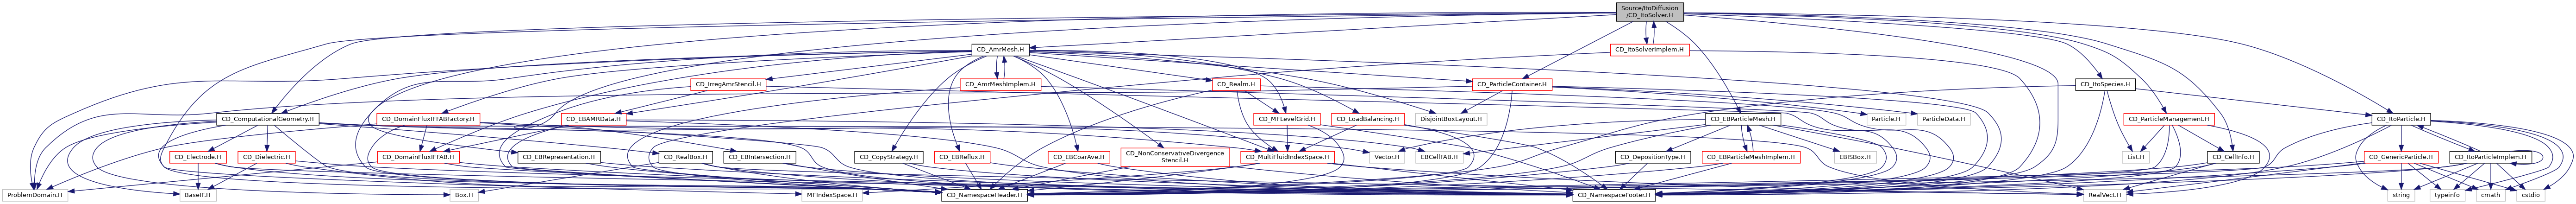 Source/ItoDiffusion
/CD_ItoSolver.H
CD_AmrMesh.H
CD_ItoSolverImplem.H
CD_IrregAmrStencil.H
CD_AmrMeshImplem.H
CD_Realm.H
CD_ParticleContainer.H
CD_ItoSpecies.H
CD_ComputationalGeometry.H
CD_DomainFluxIFFABFactory.H
CD_EBAMRData.H
CD_MFLevelGrid.H
CD_LoadBalancing.H
DisjointBoxLayout.H
CD_EBParticleMesh.H
Particle.H
ParticleData.H
CD_ParticleManagement.H
CD_ItoParticle.H
CD_Electrode.H
CD_Dielectric.H
CD_DomainFluxIFFAB.H
CD_EBRepresentation.H
CD_RealBox.H
CD_EBIntersection.H
CD_CopyStrategy.H
CD_EBReflux.H
CD_EBCoarAve.H
CD_NonConservativeDivergence
Stencil.H
CD_MultiFluidIndexSpace.H
Vector.H
EBCellFAB.H
CD_DepositionType.H
CD_EBParticleMeshImplem.H
EBISBox.H
List.H
CD_CellInfo.H
CD_GenericParticle.H
CD_ItoParticleImplem.H
ProblemDomain.H
BaseIF.H
Box.H
MFIndexSpace.H
CD_NamespaceHeader.H
CD_NamespaceFooter.H
RealVect.H
string
typeinfo
cmath
cstdio